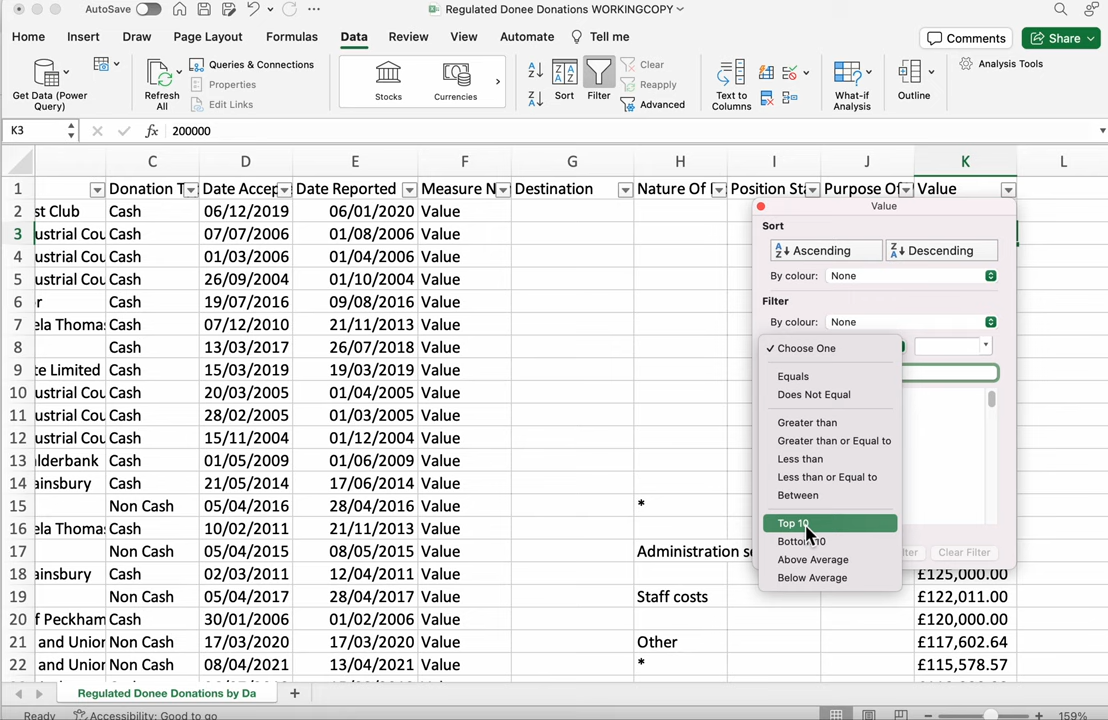 AutoSave
Regulated Donee Donations WORKINGCOPY
Home Insert Draw Page Layout Formulas Data Review View Automate Tell me Comments Share
Get Data (Power Query)
Refresh All
Queries & Connections
Properties
Edit Links
Stocks
Currencies
Sort
Filter
Clear
Reapply
Advanced
Text to Columns
What-if Analysis
Outline
Analysis Tools
K3 fx 200000
C D E F G H I J K L
1 Donation T Date Accep Date Reported Measure N Destination Nature Of Position Sta Purpose Of Value
2 st Club Cash 06/12/2019 06/01/2020 Value
3 ustrial Cou Cash 07/07/2006 01/08/2006 Value
4 ustrial Cou Cash 01/03/2006 01/04/2006 Value
5 ustrial Cou Cash 26/09/2004 01/10/2004 Value
6 r Cash 19/07/2016 09/08/2016 Value
7 ela Thomas Cash 07/12/2010 21/11/2013 Value
8 Cash 13/03/2017 26/07/2018 Value
9 te Limited Cash 15/03/2019 19/03/2019 Value
10 ustrial Cou Cash 20/03/2005 01/04/2005 Value
11 ustrial Cou Cash 28/02/2005 01/03/2005 Value
12 ustrial Cou Cash 15/11/2004 01/12/2004 Value
13 alderbank Cash 01/05/2009 01/06/2009 Value
14 ainsbury Cash 21/05/2014 17/06/2014 Value
15 Non Cash 05/04/2016 28/04/2016 Value *
16 ela Thomas Cash 10/02/2011 21/11/2013 Value
17 Non Cash 05/04/2015 08/05/2015 Value Administration se
18 ainsbury Cash 02/03/2011 12/04/2011 Value £125,000.00
19 Non Cash 05/04/2017 28/04/2017 Value Staff costs £122,011.00
20 f Peckham Cash 30/01/2006 01/02/2006 Value £120,000.00
21 and Union Non Cash 17/03/2020 17/03/2020 Value Other £117,602.64
22 and Union Non Cash 08/04/2021 13/04/2021 Value * £115,578.57
Value
Sort
Ascending Descending
By colour: None
Filter
By colour: None
Choose One
Equals
Does Not Equal
Greater than
Greater than or Equal to
Less than
Less than or Equal to
Between
Top 10
Bottom 10
Above Average
Below Average
Clear Filter
Regulated Donee Donations by Da
Ready Accessibility: Good to go 159%